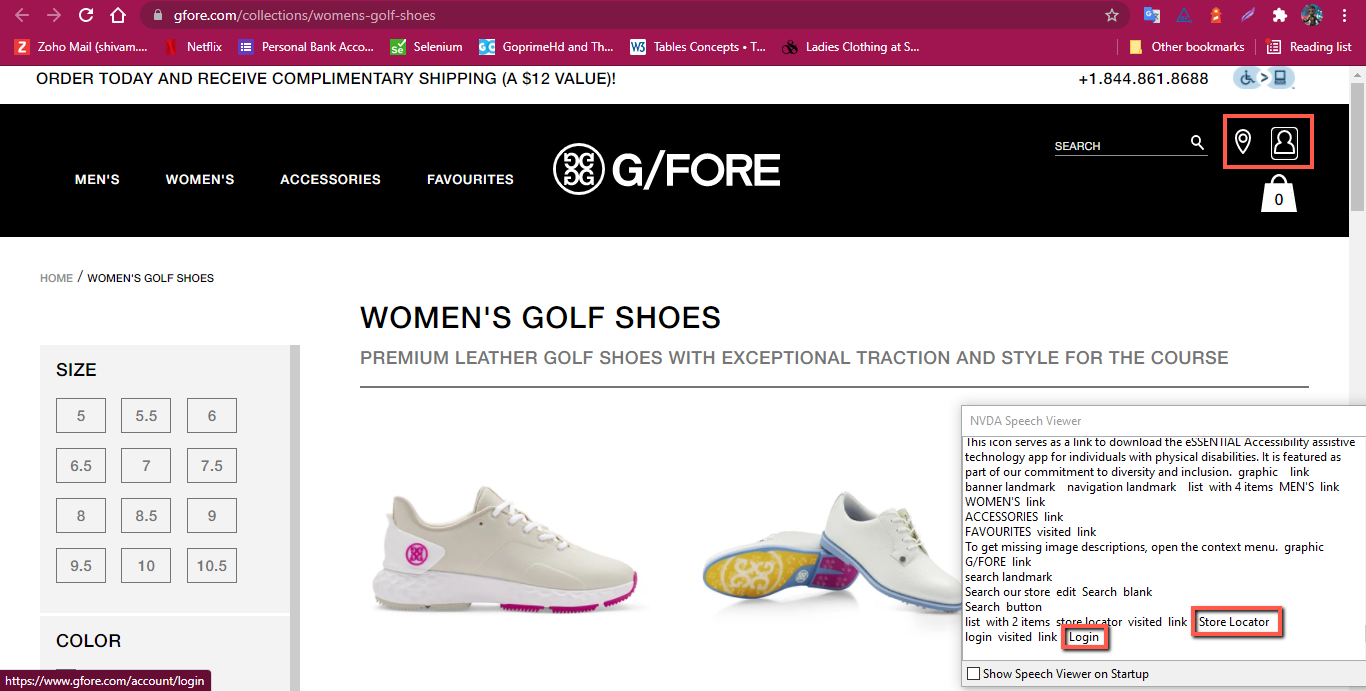 gfore.com/collections/womens-golf-shoes
Zoho Mail (shivam....
Netflix
Personal Bank Acco...
Selenium
GoprimeHd and Th...
Tables Concepts • T...
Ladies Clothing at S...
Other bookmarks
Reading list
ORDER TODAY AND RECEIVE COMPLIMENTARY SHIPPING (A $12 VALUE)!
+1.844.861.8688
MEN'S
WOMEN'S
ACCESSORIES
FAVOURITES
G/FORE
SEARCH
0
HOME / WOMEN'S GOLF SHOES
WOMEN'S GOLF SHOES
PREMIUM LEATHER GOLF SHOES WITH EXCEPTIONAL TRACTION AND STYLE FOR THE COURSE
SIZE
5 5.5 6
6.5 7 7.5
8 8.5 9
9.5 10 10.5
COLOR
https://www.gfore.com/account/login
NVDA Speech Viewer
This icon serves as a link to download the eSSENTIAL Accessibility assistive
technology app for individuals with physical disabilities. It is featured as
part of our commitment to diversity and inclusion. graphic link
banner landmark navigation landmark list with 4 items MEN'S link
WOMEN'S link
ACCESSORIES link
FAVOURITES visited link
To get missing image descriptions, open the context menu. graphic
G/FORE link
search landmark
Search our store edit Search blank
Search button
list with 2 items store locator visited link Store Locator
login visited link Login
Show Speech Viewer on Startup